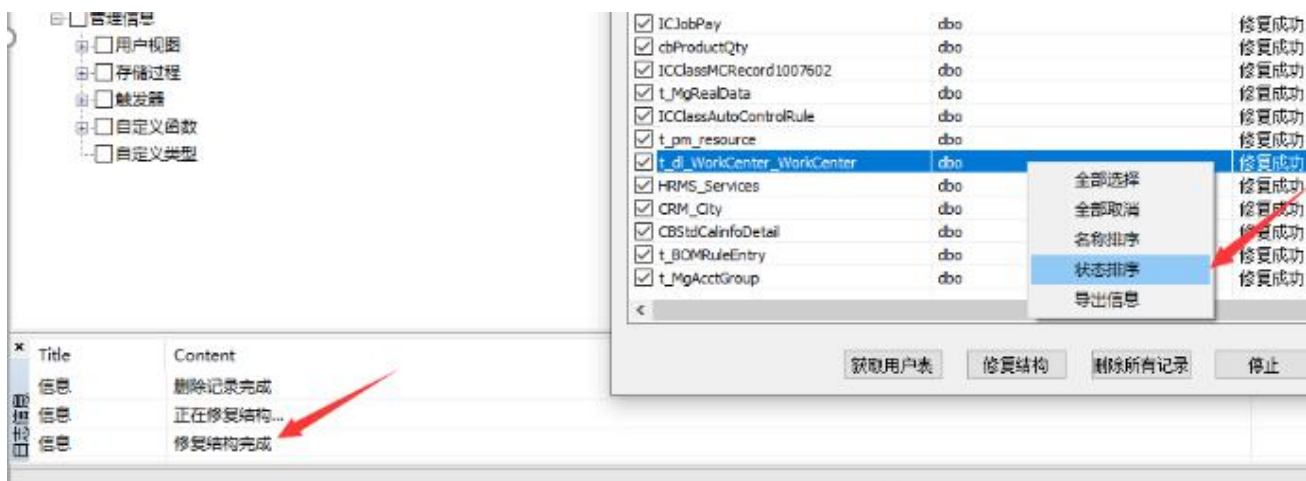 管理信息
用户视图
存储过程
触发器
自定义函数
自定义类型
ICJobPay dbo 修复成功
cbProductQty dbo 修复成功
ICClassMCRecord1007602 dbo 修复成功
t_MgRealData dbo 修复成功
ICClassAutoControlRule dbo 修复成功
t_pm_resource dbo 修复成功
t_dl_WorkCenter_WorkCenter dbo 修复成功
HRMS_Services dbo 修复成功
CRM_City dbo 修复成功
CBStdCalinfoDetail dbo 修复成功
t_BOMRuleEntry dbo 修复成功
t_MgAcctGroup dbo 修复成功
全部选择
全部取消
名称排序
状态排序
导出信息
获取用户表 修复结构 删除所有记录 停止
Title Content
信息 删除记录完成
信息 正在修复结构...
信息 修复结构完成